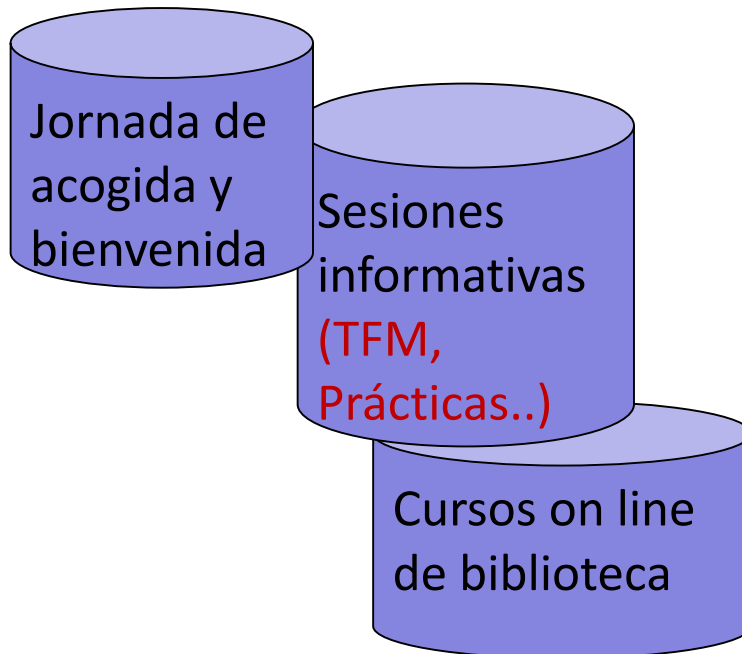 Jornada de
acogida y
bienvenida
Sesiones
informativas
(TFM,
Prácticas..)
Cursos on line
de biblioteca